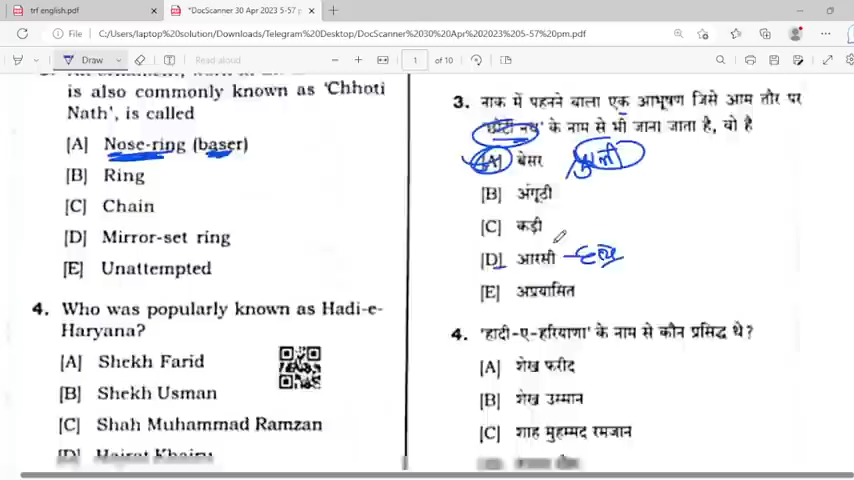 trf english.pdf
*DocScanner 30 Apr 2023 5-57 p
C:/Users/laptop%20solution/Downloads/Telegram%20Desktop/DocScanner%2030%20Apr%202023%205-57%20pm.pdf
Draw
Read aloud
1
of 10
is also commonly known as 'Chhoti
Nath', is called
[A] Nose-ring (baser)
[B] Ring
[C] Chain
[D] Mirror-set ring
[E] Unattempted
4. Who was popularly known as Hadi-e-
Haryana?
[A] Shekh Farid
[B] Shekh Usman
[C] Shah Muhammad Ramzan
[D] Hajrat Khairu
3. नाक में पहनने वाला एक आभूषण जिसे आम तौर पर
'छोटी नथ' के नाम से भी जाना जाता है, वो है
[A] बेसर
[B] अंगूठी
[C] कड़ी
[D] आरसी
[E] अप्रयासित
4. 'हादी-ए-हरियाणा' के नाम से कौन प्रसिद्ध थे?
[A] शेख फरीद
[B] शेख उस्मान
[C] शाह मुहम्मद रमजान